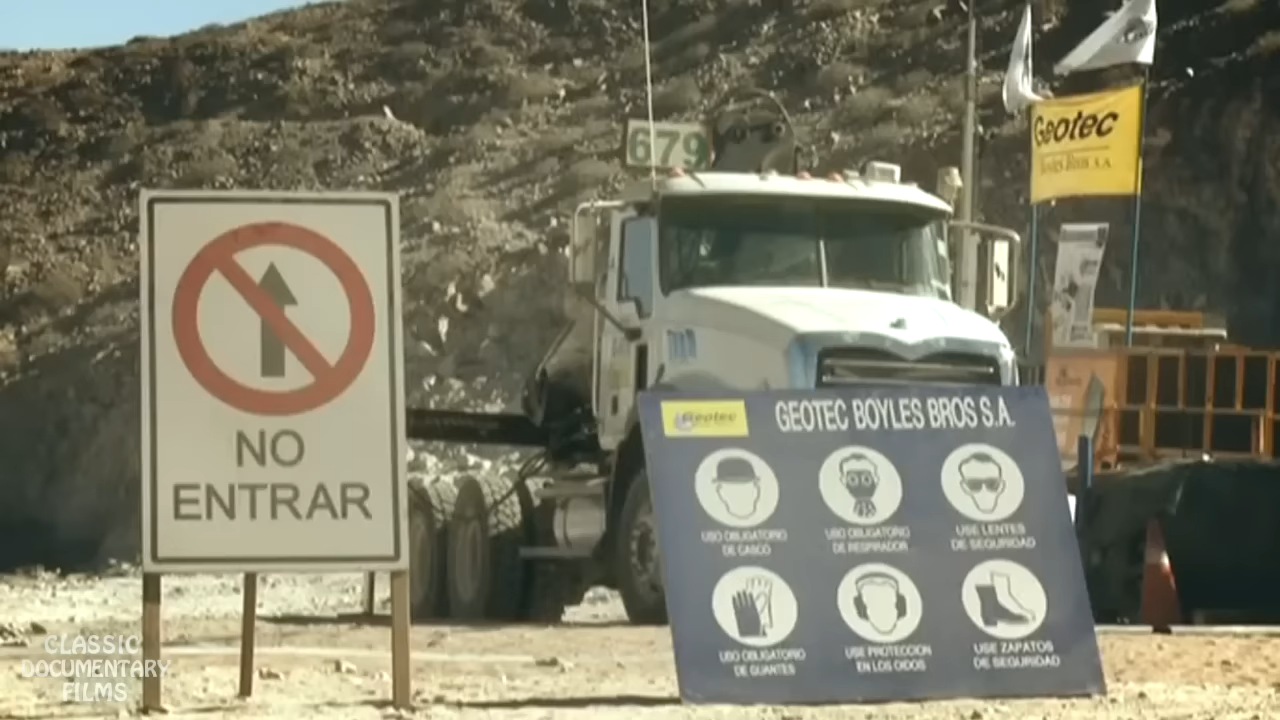 679
Geotec
Boyles Bros S.A.
NO
ENTRAR
Geotec
GEOTEC BOYLES BROS S.A.
USO OBLIGATORIO
DE CASCO
USO OBLIGATORIO
DE RESPIRADOR
USE LENTES
DE SEGURIDAD
USO OBLIGATORIO
DE GUANTES
USE PROTECCION
EN LOS OIDOS
USE ZAPATOS
DE SEGURIDAD
CLASSIC
DOCUMENTARY
FILMS